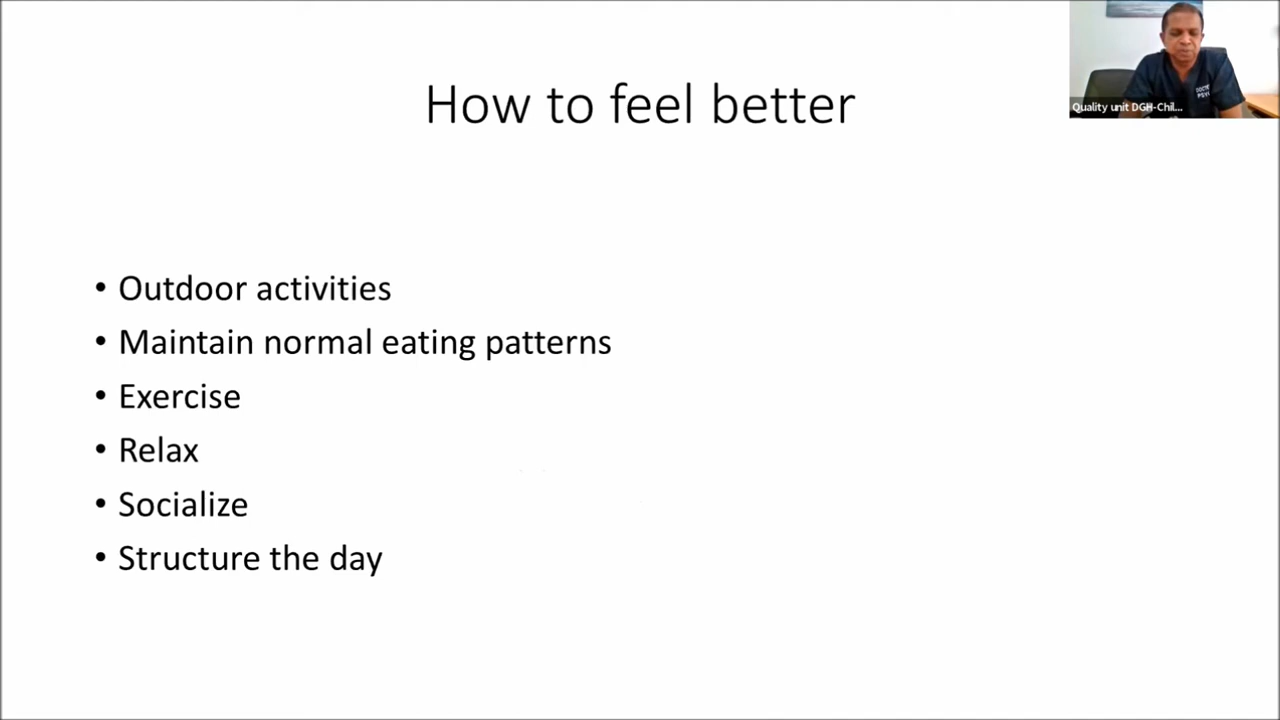 How to feel better
Quality unit DGH-Chil...
• Outdoor activities
• Maintain normal eating patterns
• Exercise
• Relax
• Socialize
• Structure the day